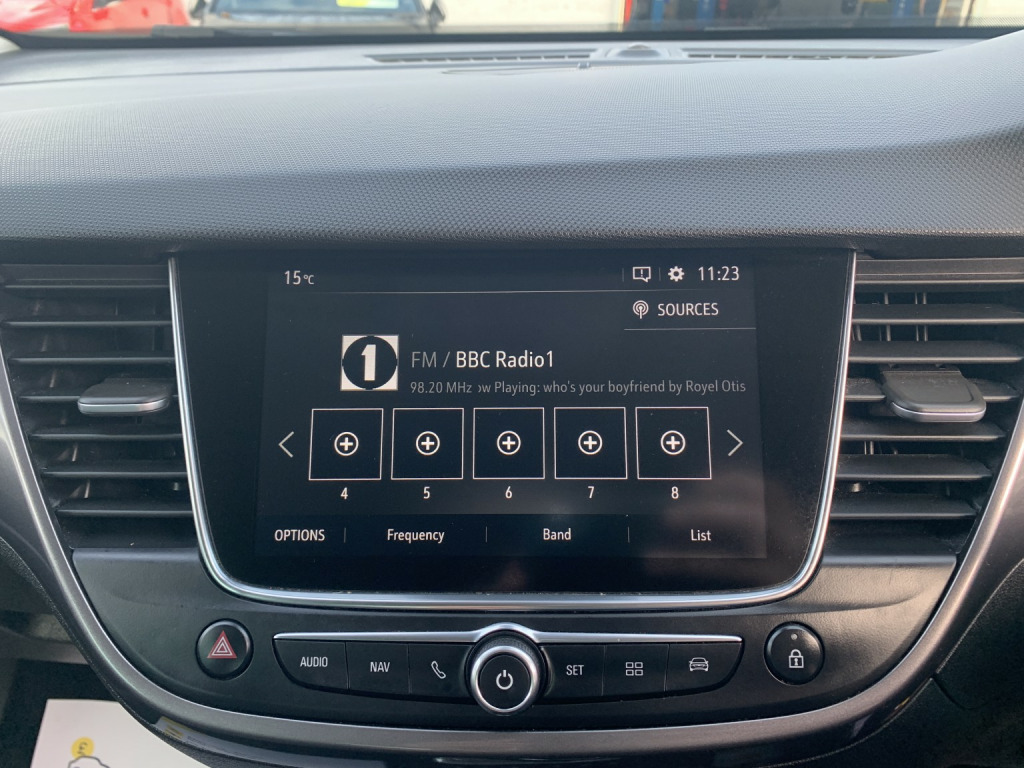 15°C
11:23
SOURCES
1
FM / BBC Radio1
98.20 MHz ow Playing: who's your boyfriend by Royel Otis
4 5 6 7 8
OPTIONS Frequency Band List
AUDIO NAV SET